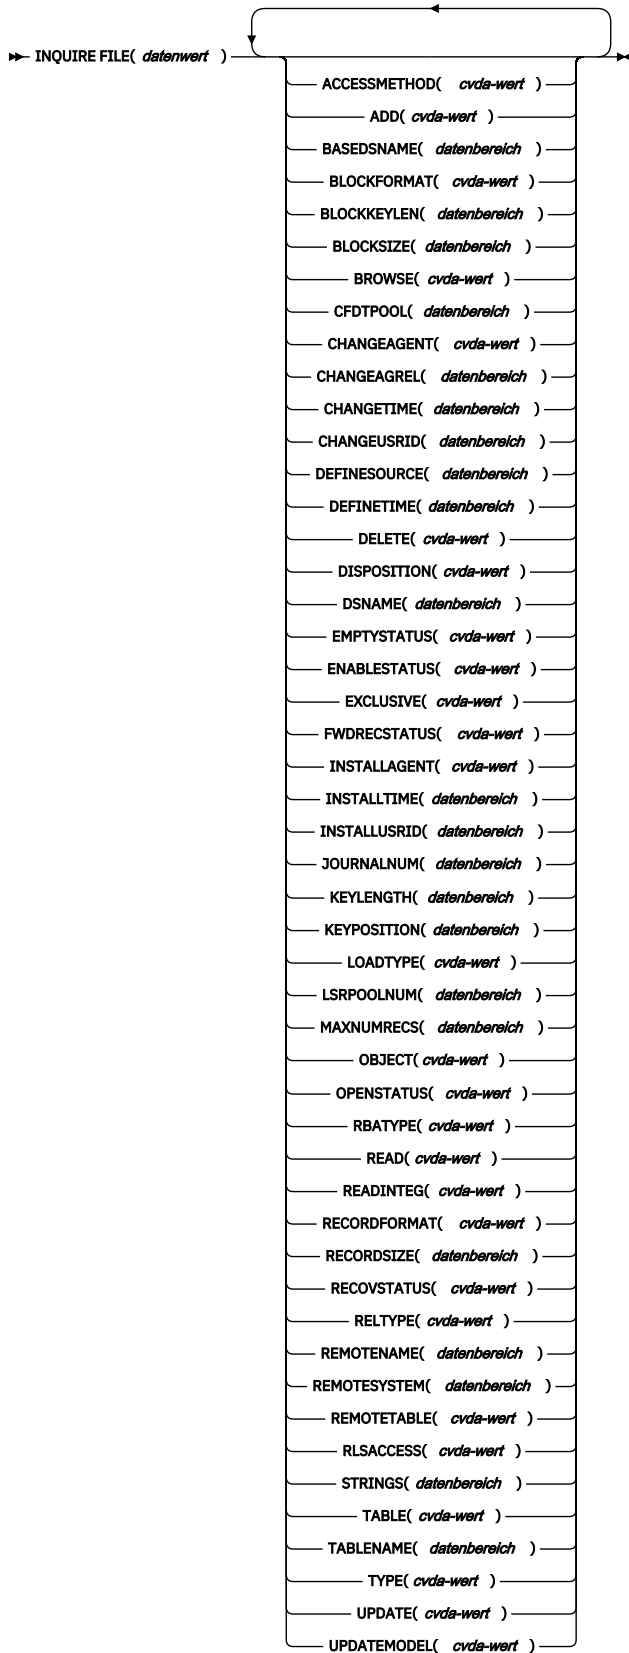 INQUIRE FILE( datenwert )
ACCESSMETHOD( cvda-wert )
ADD( cvda-wert )
BASEDSNAME( datenbereich )
BLOCKFORMAT( cvda-wert )
BLOCKKEYLEN( datenbereich )
BLOCKSIZE( datenbereich )
BROWSE( cvda-wert )
CFDTPOOL( datenbereich )
CHANGEAGENT( cvda-wert )
CHANGEAGREL( datenbereich )
CHANGETIME( datenbereich )
CHANGEUSRID( datenbereich )
DEFINESOURCE( datenbereich )
DEFINETIME( datenbereich )
DELETE( cvda-wert )
DISPOSITION( cvda-wert )
DSNAME( datenbereich )
EMPTYSTATUS( cvda-wert )
ENABLESTATUS( cvda-wert )
EXCLUSIVE( cvda-wert )
FWDRECSTATUS( cvda-wert )
INSTALLAGENT( cvda-wert )
INSTALLTIME( datenbereich )
INSTALLUSRID( datenbereich )
JOURNALNUM( datenbereich )
KEYLENGTH( datenbereich )
KEYPOSITION( datenbereich )
LOADTYPE( cvda-wert )
LSRPOOLNUM( datenbereich )
MAXNUMRECS( datenbereich )
OBJECT( cvda-wert )
OPENSTATUS( cvda-wert )
RBATYPE( cvda-wert )
READ( cvda-wert )
READINTEG( cvda-wert )
RECORDFORMAT( cvda-wert )
RECORDSIZE( datenbereich )
RECOVSTATUS( cvda-wert )
RELTYPE( cvda-wert )
REMOTENAME( datenbereich )
REMOTESYSTEM( datenbereich )
REMOTETABLE( cvda-wert )
RLSACCESS( cvda-wert )
STRINGS( datenbereich )
TABLE( cvda-wert )
TABLENAME( datenbereich )
TYPE( cvda-wert )
UPDATE( cvda-wert )
UPDATEMODEL( cvda-wert )